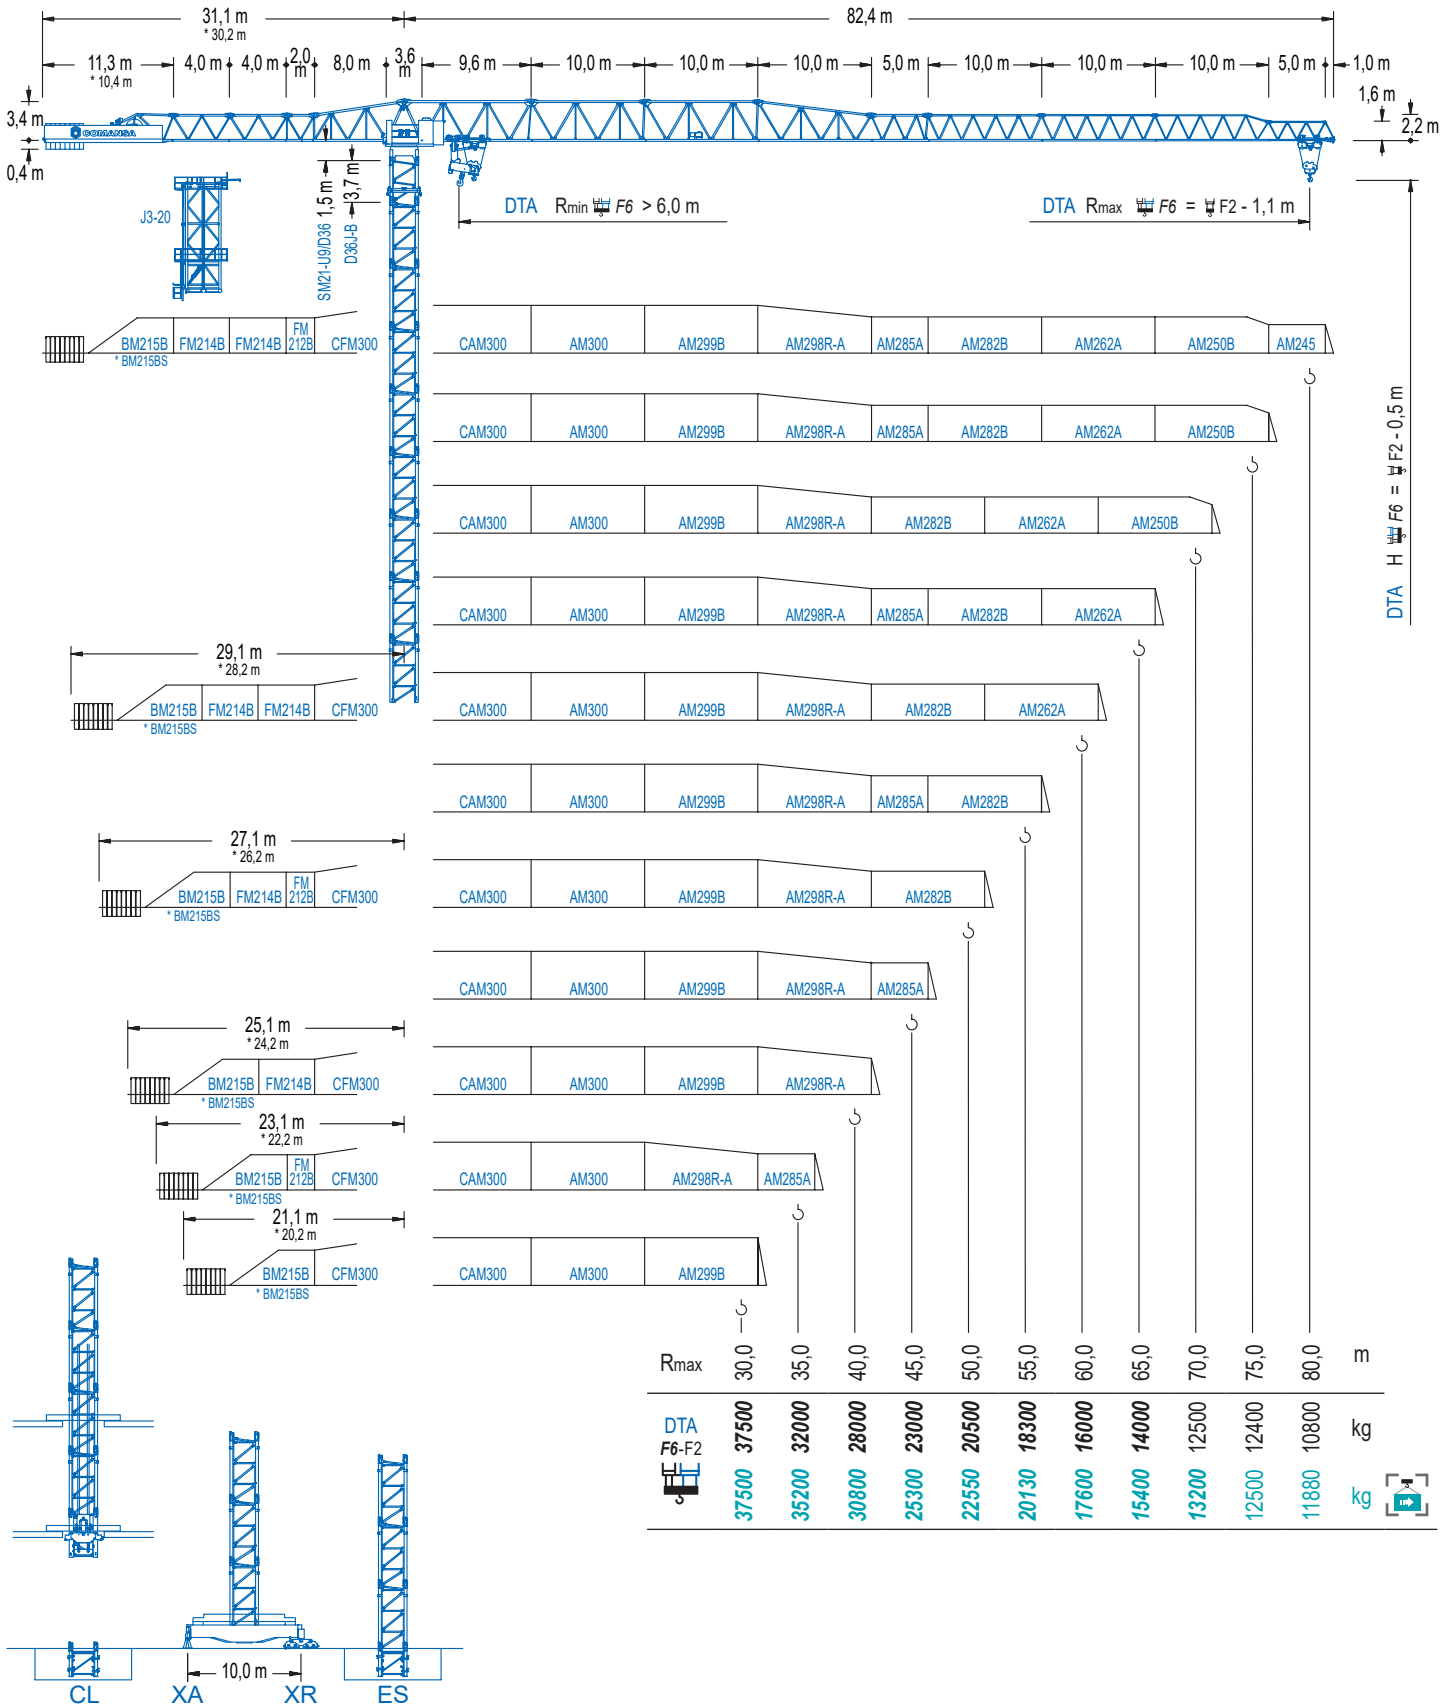 31,1 m
* 30,2 m
82,4 m
11,3 m
* 10,4 m
4,0 m
4,0 m
2,0 m
8,0 m
3,6 m
9,6 m
10,0 m
10,0 m
10,0 m
5,0 m
10,0 m
10,0 m
10,0 m
5,0 m
1,0 m
3,4 m
0,4 m
1,6 m
2,2 m
COMANSA
J3-20
SM21-U9/D36 1,5 m
D36J-B 3,7 m
DTA Rmin F6 > 6,0 m
DTA Rmax F6 = F2 - 1,1 m
DTA H F6 = F2 - 0,5 m
BM215B FM214B FM214B FM 212B CFM300
* BM215BS
CAM300 AM300 AM299B AM298R-A AM285A AM282B AM262A AM250B AM245
CAM300 AM300 AM299B AM298R-A AM285A AM282B AM262A AM250B
CAM300 AM300 AM299B AM298R-A AM282B AM262A AM250B
CAM300 AM300 AM299B AM298R-A AM285A AM282B AM262A
29,1 m
* 28,2 m
BM215B FM214B FM214B CFM300
* BM215BS
CAM300 AM300 AM299B AM298R-A AM282B AM262A
CAM300 AM300 AM299B AM298R-A AM285A AM282B
27,1 m
* 26,2 m
BM215B FM214B FM 212B CFM300
* BM215BS
CAM300 AM300 AM299B AM298R-A AM282B
CAM300 AM300 AM299B AM298R-A AM285A
25,1 m
* 24,2 m
BM215B FM214B CFM300
* BM215BS
CAM300 AM300 AM299B AM298R-A
23,1 m
* 22,2 m
BM215B FM 212B CFM300
* BM215BS
CAM300 AM300 AM298R-A AM285A
21,1 m
* 20,2 m
BM215B CFM300
* BM215BS
CAM300 AM300 AM299B
Rmax 30,0 35,0 40,0 45,0 50,0 55,0 60,0 65,0 70,0 75,0 80,0 m
DTA
F6-F2
37500 32000 28000 23000 20500 18300 16000 14000 12500 12400 10800 kg
37500 35200 30800 25300 22550 20130 17600 15400 13200 12500 11880 kg
10,0 m
CL XA XR ES